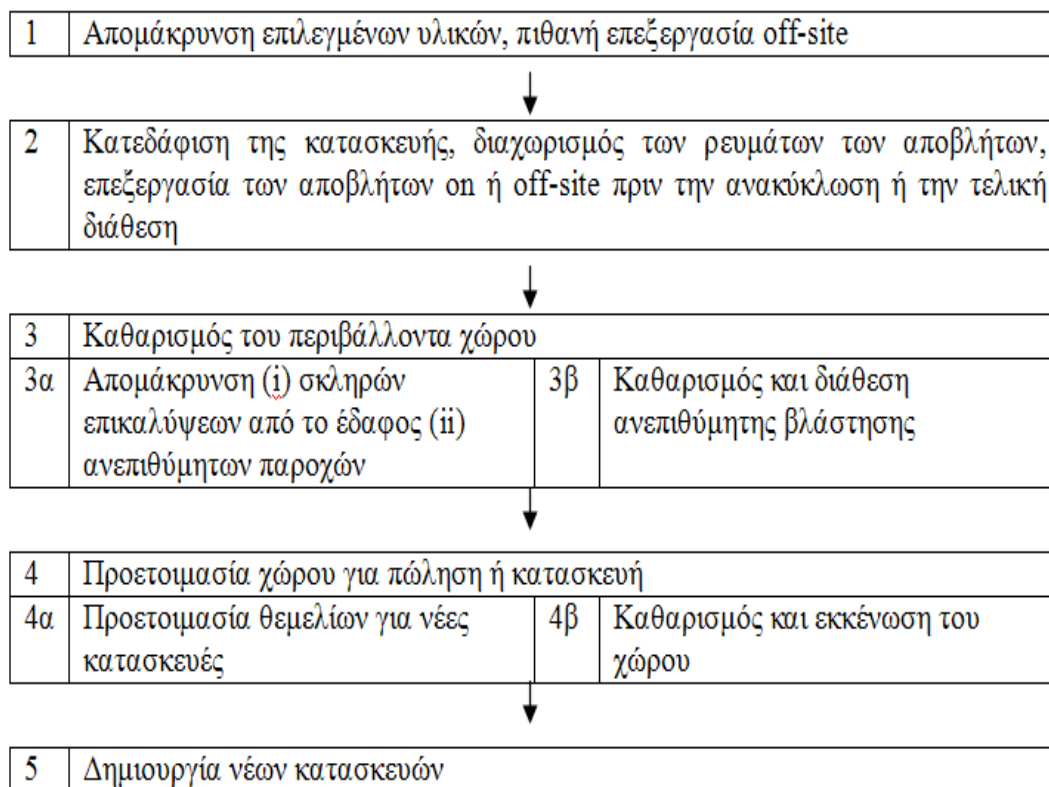 1 Απομάκρυνση επιλεγμένων υλικών, πιθανή επεξεργασία off-site
2 Κατεδάφιση της κατασκευής, διαχωρισμός των ρευμάτων των αποβλήτων,
επεξεργασία των αποβλήτων on ή off-site πριν την ανακύκλωση ή την τελική
διάθεση
3 Καθαρισμός του περιβάλλοντα χώρου
3α Απομάκρυνση (i) σκληρών
επικαλύψεων από το έδαφος (ii)
ανεπιθύμητων παροχών
3β Καθαρισμός και διάθεση
ανεπιθύμητης βλάστησης
4 Προετοιμασία χώρου για πώληση ή κατασκευή
4α Προετοιμασία θεμελίων για νέες
κατασκευές
4β Καθαρισμός και εκκένωση του
χώρου
5 Δημιουργία νέων κατασκευών